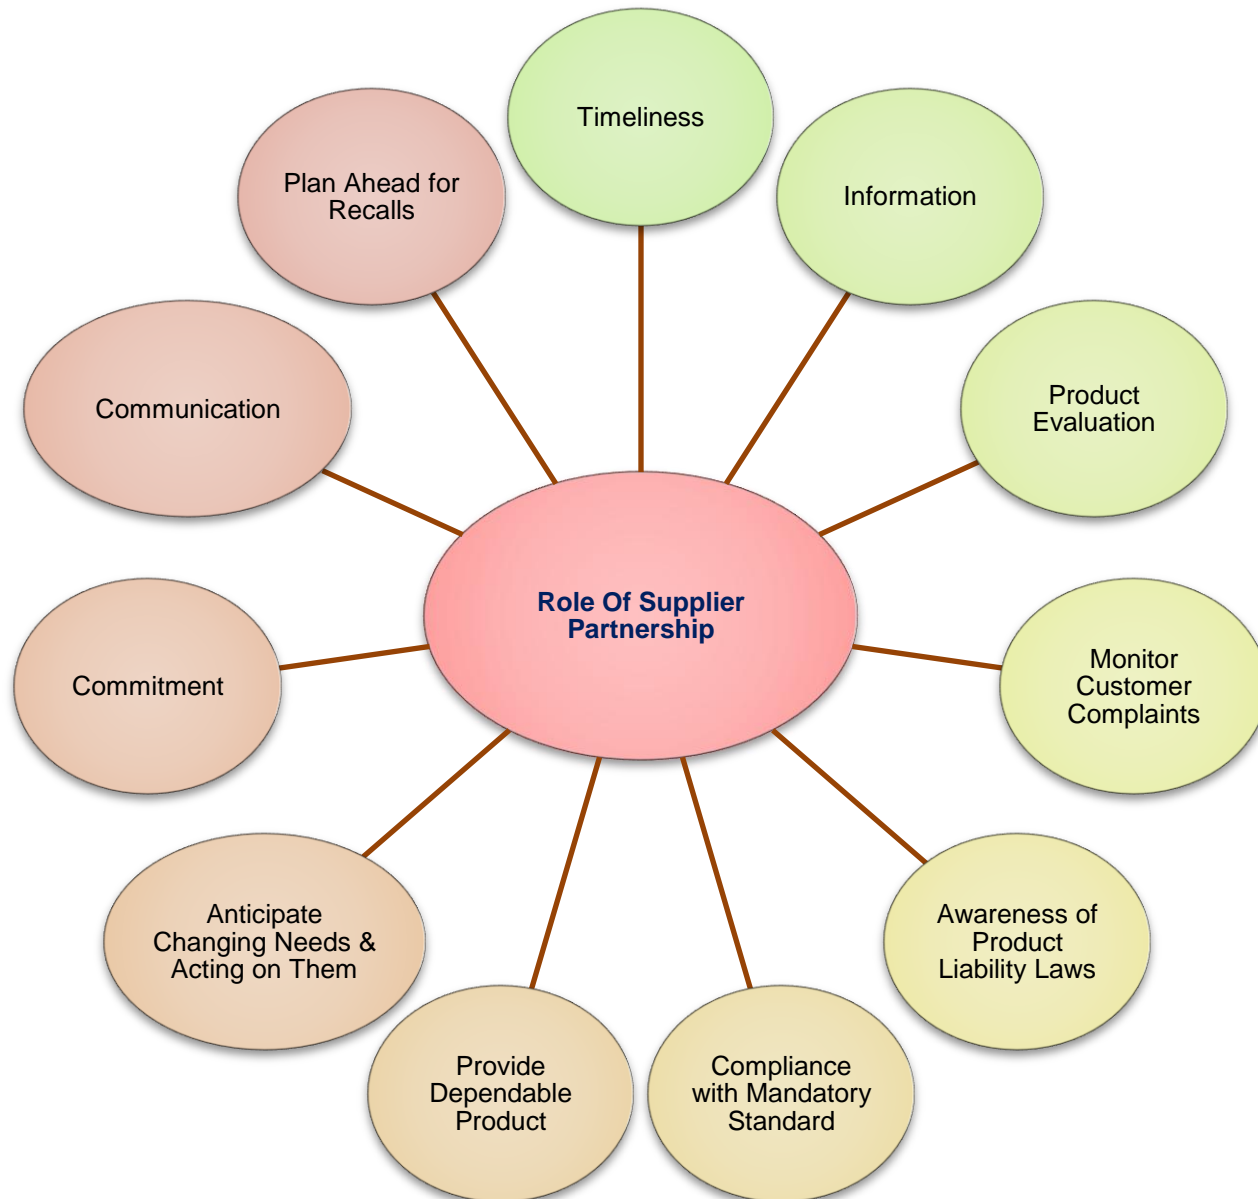 Timeliness
Information
Product
Evaluation
Monitor
Customer
Complaints
Awareness of
Product
Liability Laws
Compliance
with Mandatory
Standard
Provide
Dependable
Product
Anticipate
Changing Needs &
Acting on Them
Commitment
Communication
Plan Ahead for
Recalls
Role Of Supplier
Partnership